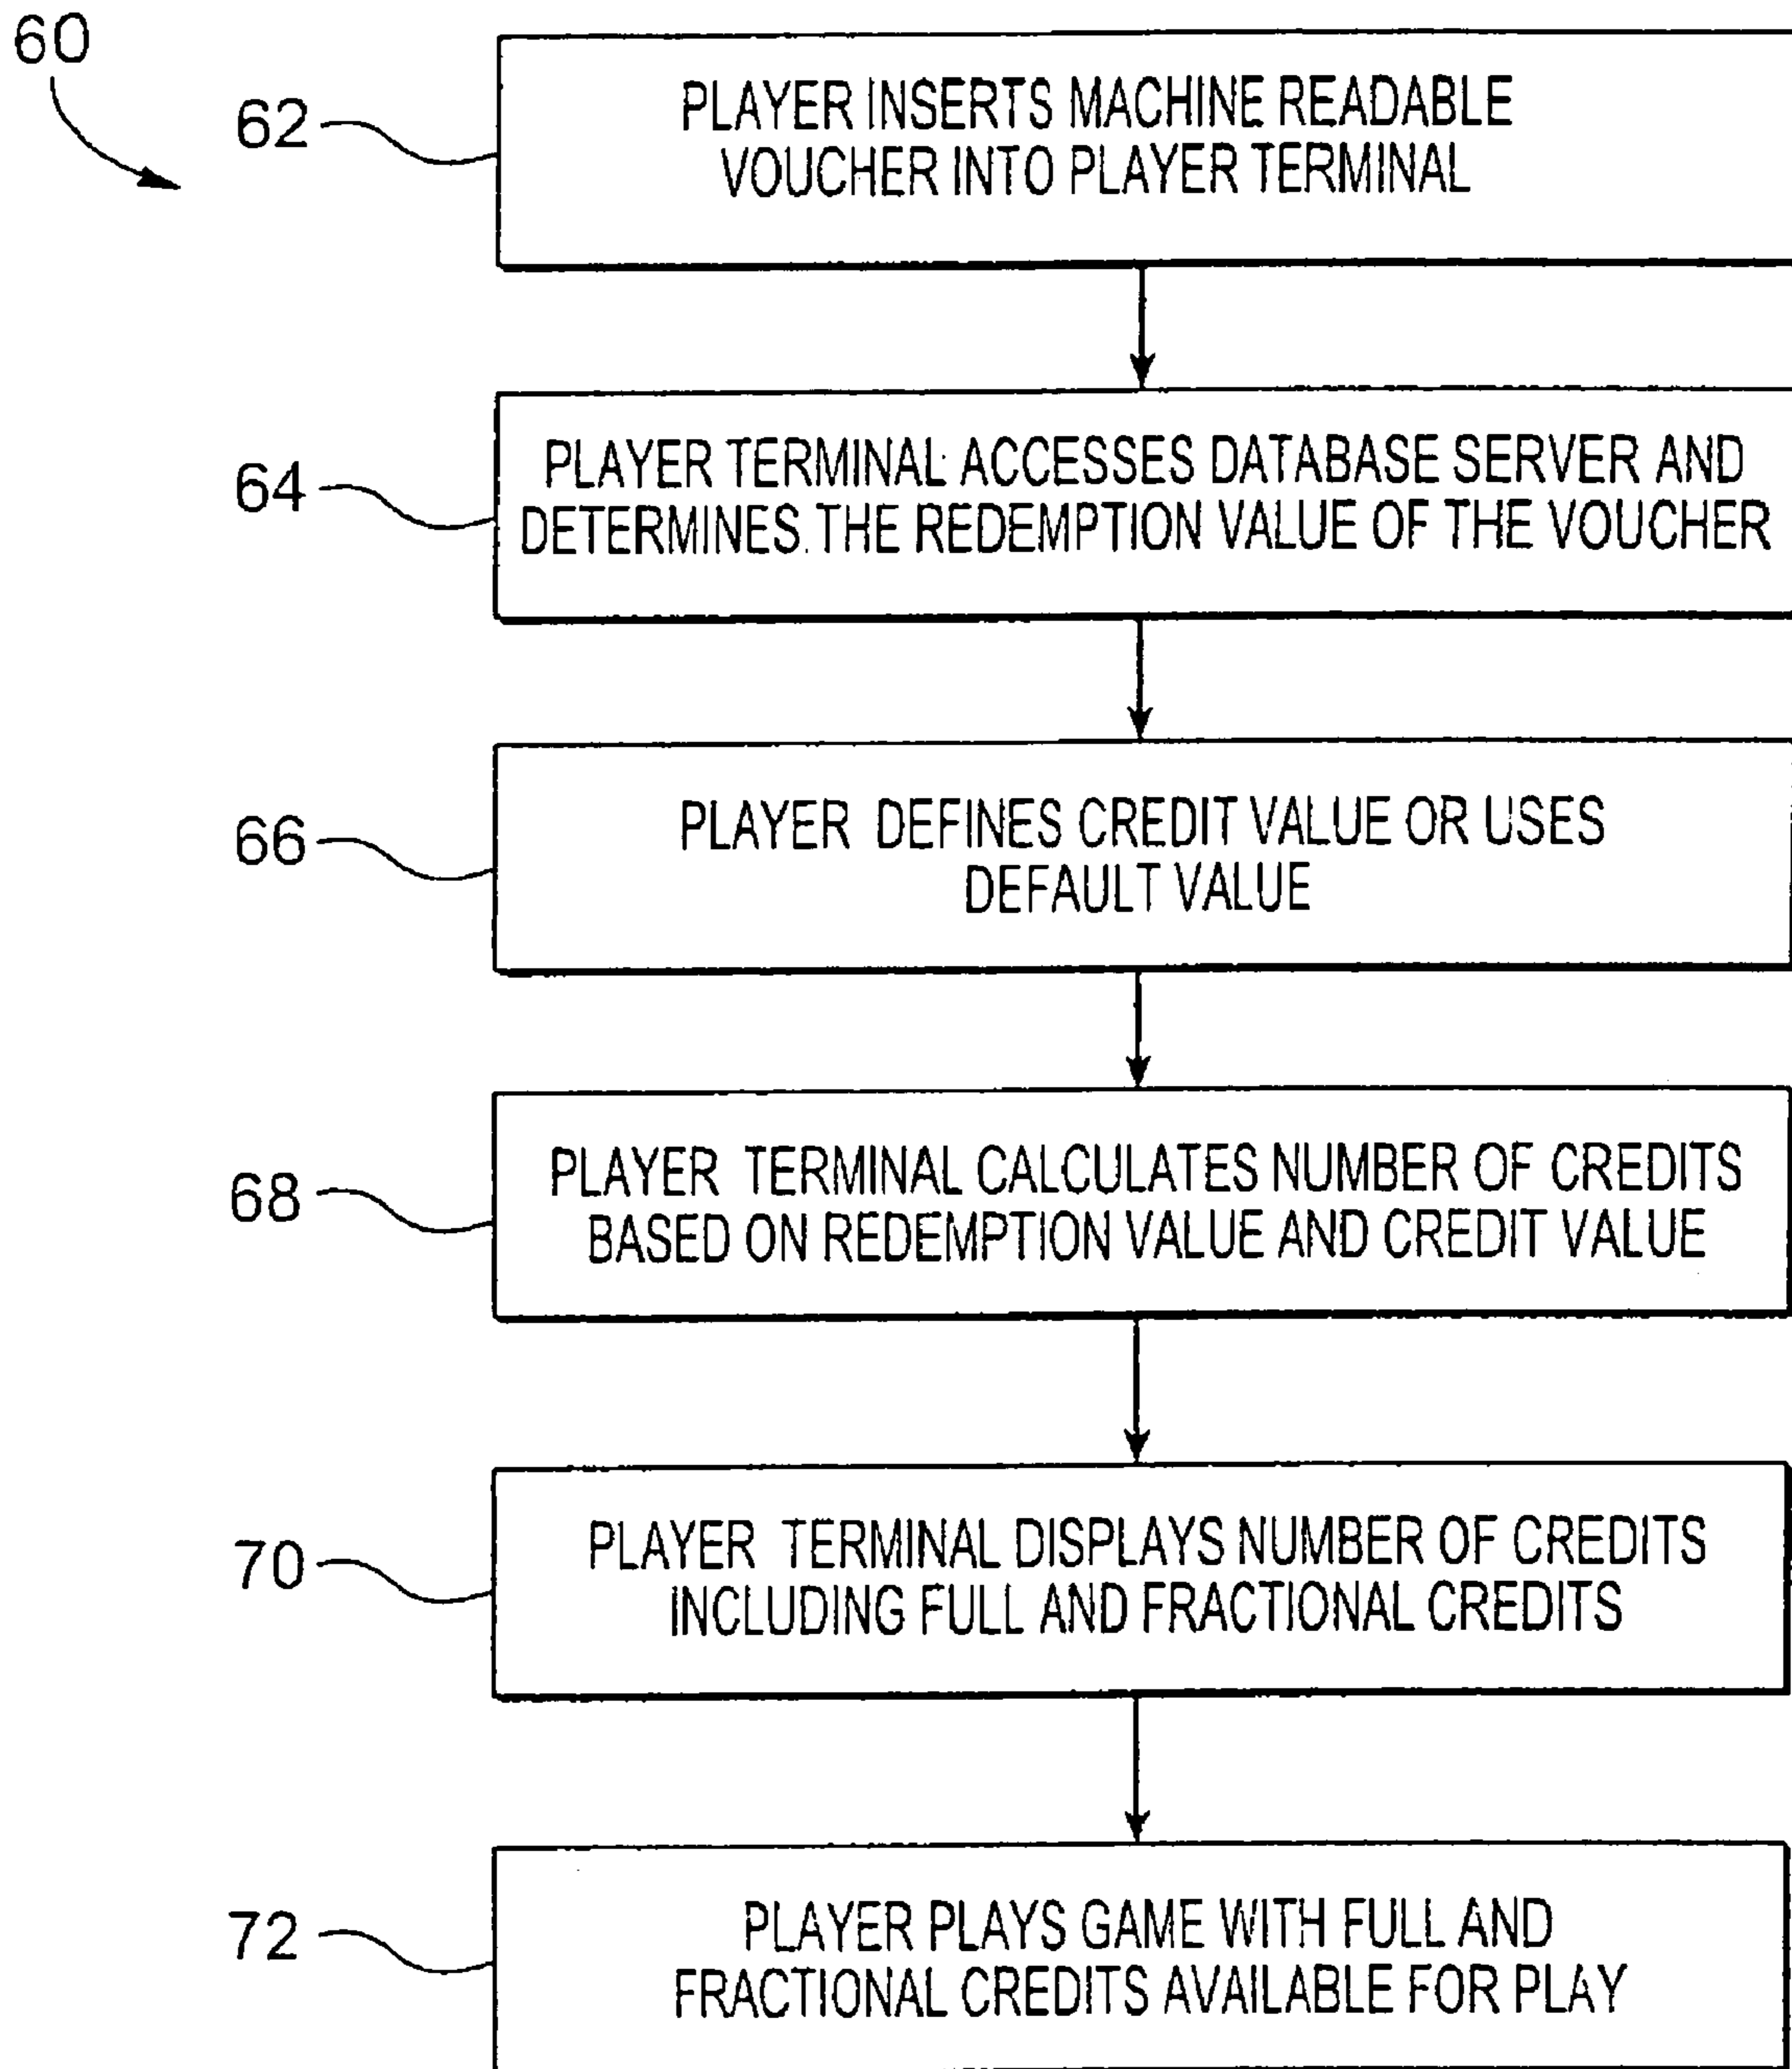 60
62
PLAYER INSERTS MACHINE READABLE
VOUCHER INTO PLAYER TERMINAL
64
PLAYER TERMINAL ACCESSES DATABASE SERVER AND
DETERMINES THE REDEMPTION VALUE OF THE VOUCHER
66
PLAYER DEFINES CREDIT VALUE OR USES
DEFAULT VALUE
68
PLAYER TERMINAL CALCULATES NUMBER OF CREDITS
BASED ON REDEMPTION VALUE AND CREDIT VALUE
70
PLAYER TERMINAL DISPLAYS NUMBER OF CREDITS
INCLUDING FULL AND FRACTIONAL CREDITS
72
PLAYER PLAYS GAME WITH FULL AND
FRACTIONAL CREDITS AVAILABLE FOR PLAY